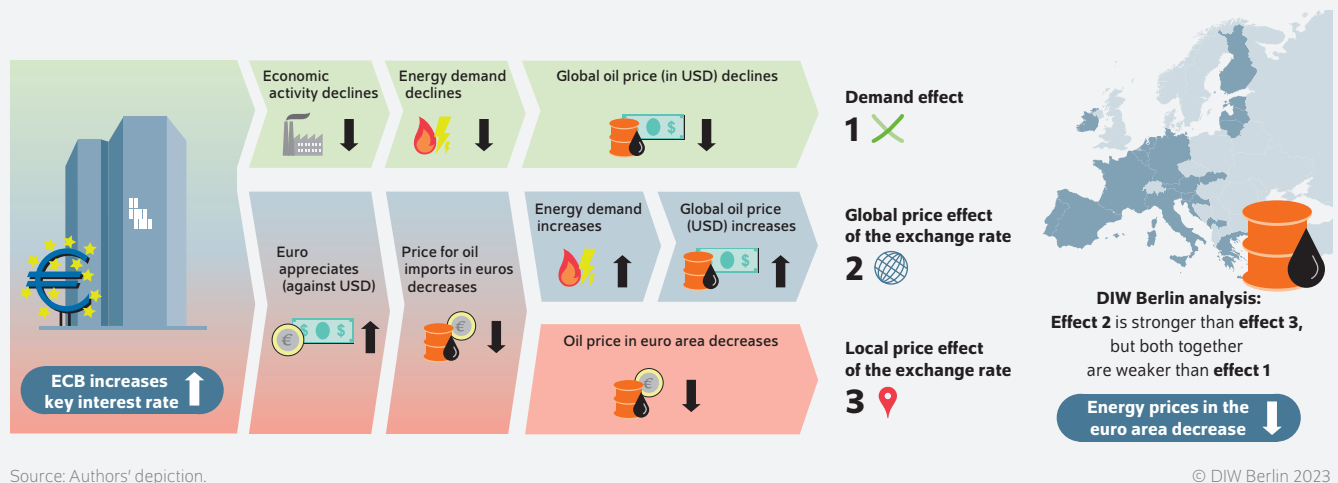 Economic
activity declines
Energy demand
declines
Global oil price (in USD) declines
$
Demand effect
1
Euro
appreciates
(against USD)
€
$ $
Price for oil
imports in euros
decreases
€
Energy demand
increases
Global oil price
(USD) increases
$
Global price effect
of the exchange rate
2
Oil price in euro area decreases
€
Local price effect
of the exchange rate
3
€
ECB increases
key interest rate
DIW Berlin analysis:
Effect 2 is stronger than effect 3,
but both together
are weaker than effect 1
Energy prices in the
euro area decrease
Source: Authors' depiction.
© DIW Berlin 2023